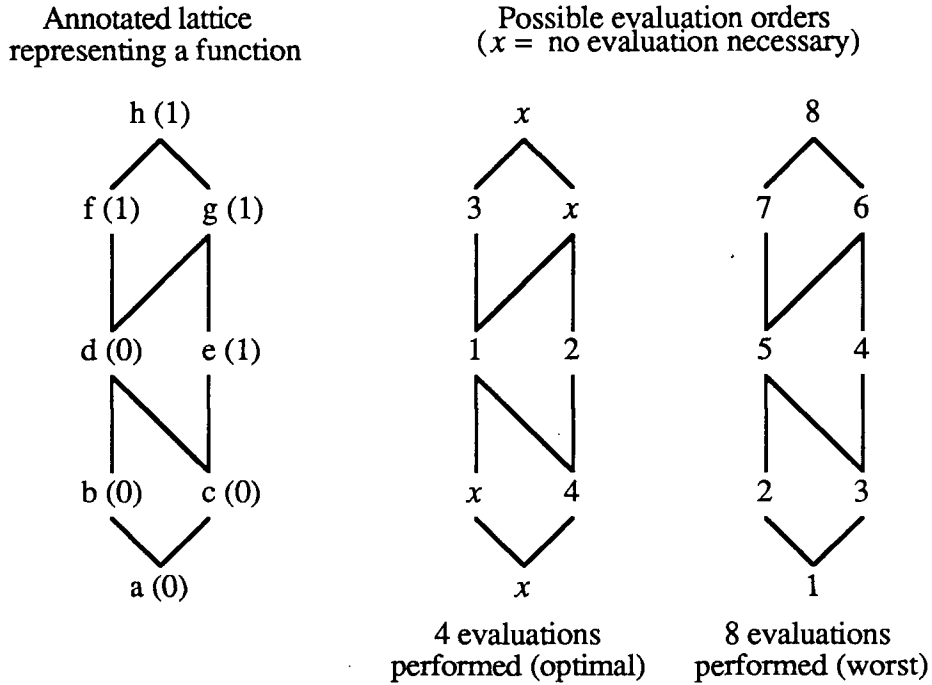 Annotated lattice
representing a function
Possible evaluation orders
(x = no evaluation necessary)
h (1)
f (1) g (1)
d (0) e (1)
b (0) c (0)
a (0)
x
3 x
1 2
x 4
x
4 evaluations
performed (optimal)
8
7 6
5 4
2 3
1
8 evaluations
performed (worst)